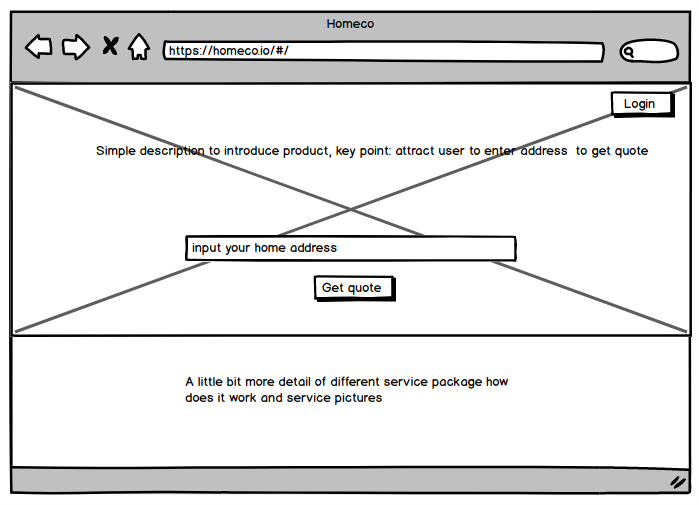 Homeco
https://homeco.io/#/
Login
Simple description to introduce product, key point: attract user to enter address to get quote
input your home address
Get quote
A little bit more detail of different service package how
does it work and service pictures